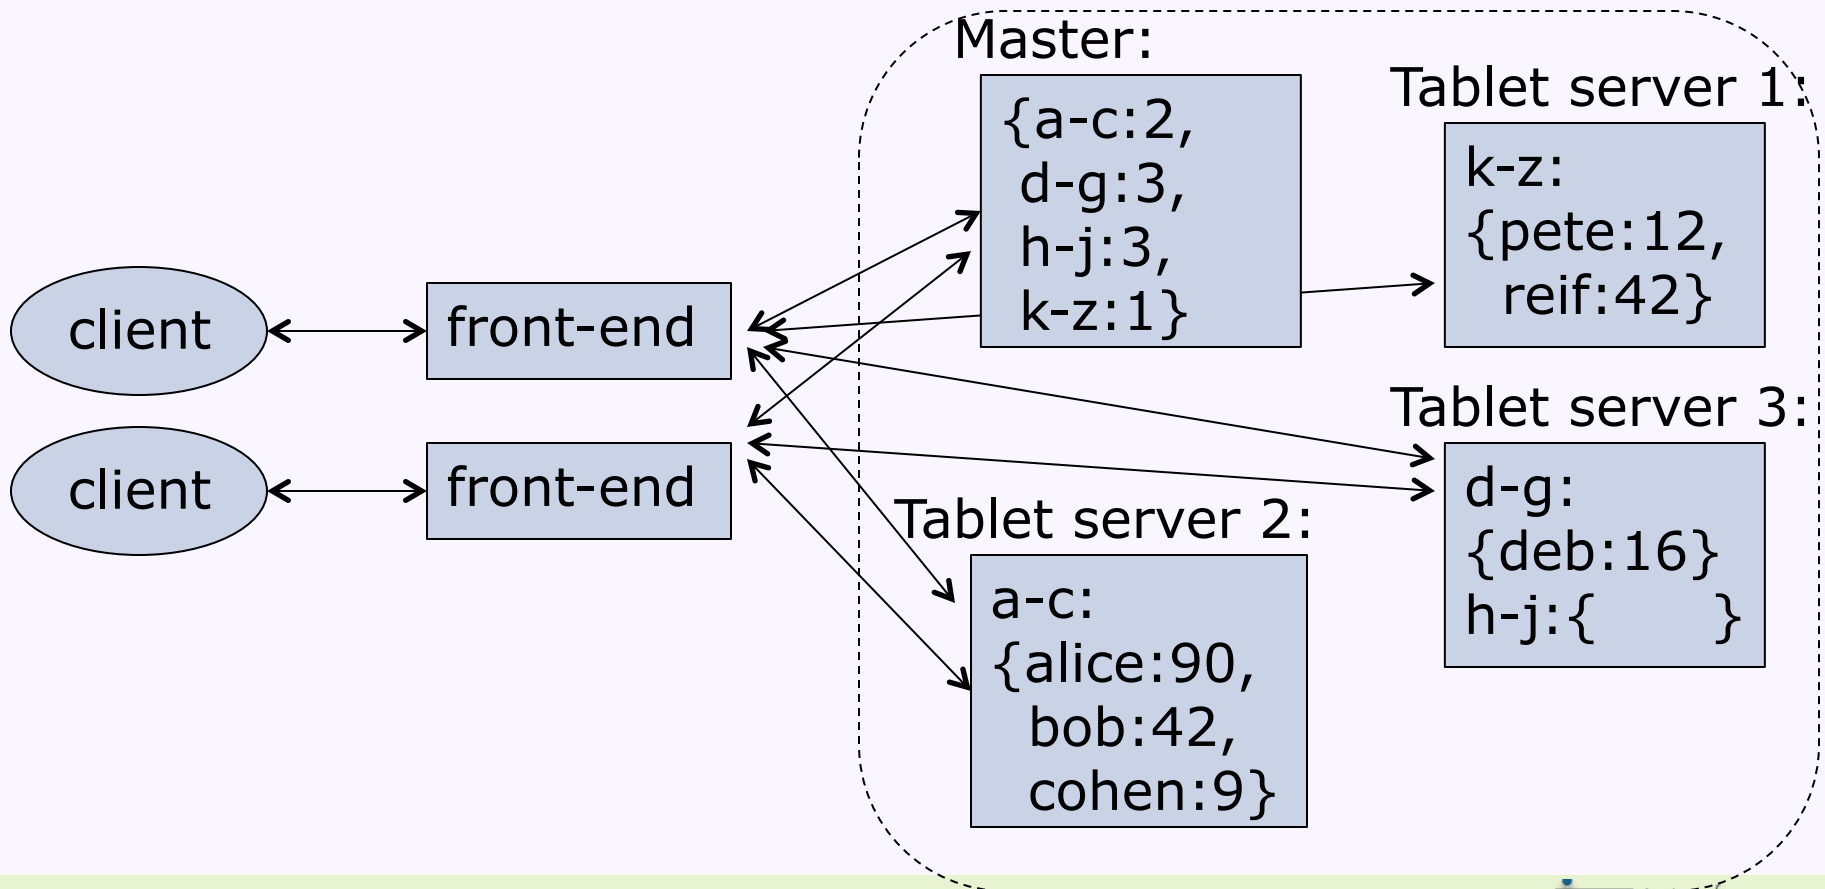 client
front-end
client
front-end
Master:
{a-c:2,
d-g:3,
h-j:3,
k-z:1}
Tablet server 1:
k-z:
{pete:12,
reif:42}
Tablet server 2:
a-c:
{alice:90,
bob:42,
cohen:9}
Tablet server 3:
d-g:
{deb:16}
h-j:{ }